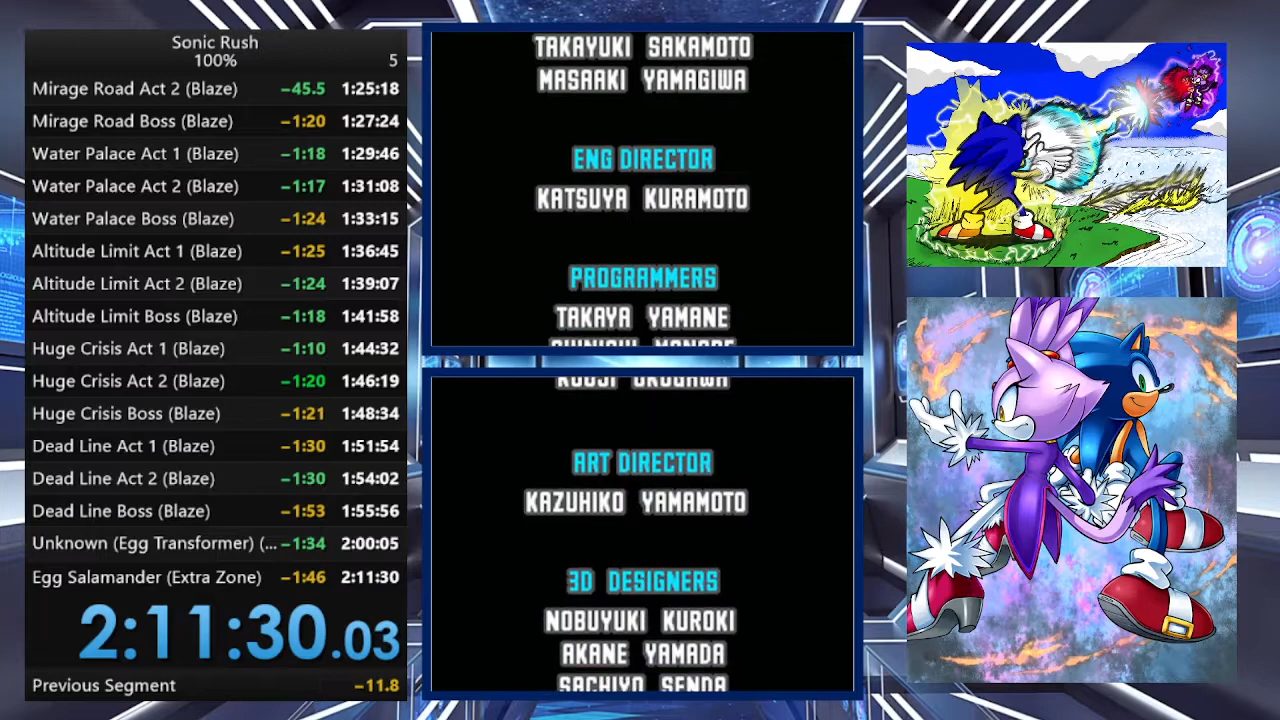 Sonic Rush
100% 5
Mirage Road Act 2 (Blaze) −45.5 1:25:18
Mirage Road Boss (Blaze) −1:20 1:27:24
Water Palace Act 1 (Blaze) −1:18 1:29:46
Water Palace Act 2 (Blaze) −1:17 1:31:08
Water Palace Boss (Blaze) −1:24 1:33:15
Altitude Limit Act 1 (Blaze) −1:25 1:36:45
Altitude Limit Act 2 (Blaze) −1:24 1:39:07
Altitude Limit Boss (Blaze) −1:18 1:41:58
Huge Crisis Act 1 (Blaze) −1:10 1:44:32
Huge Crisis Act 2 (Blaze) −1:20 1:46:19
Huge Crisis Boss (Blaze) −1:21 1:48:34
Dead Line Act 1 (Blaze) −1:30 1:51:54
Dead Line Act 2 (Blaze) −1:30 1:54:02
Dead Line Boss (Blaze) −1:53 1:55:56
Unknown (Egg Transformer) (... −1:34 2:00:05
Egg Salamander (Extra Zone) −1:46 2:11:30
2:11:30.03
Previous Segment −11.8
TAKAYUKI SAKAMOTO
MASAAKI YAMAGIWA
ENG DIRECTOR
KATSUYA KURAMOTO
PROGRAMMERS
TAKAYA YAMANE
ART DIRECTOR
KAZUHIKO YAMAMOTO
3D DESIGNERS
NOBUYUKI KUROKI
AKANE YAMADA
SACHIYO SENDA